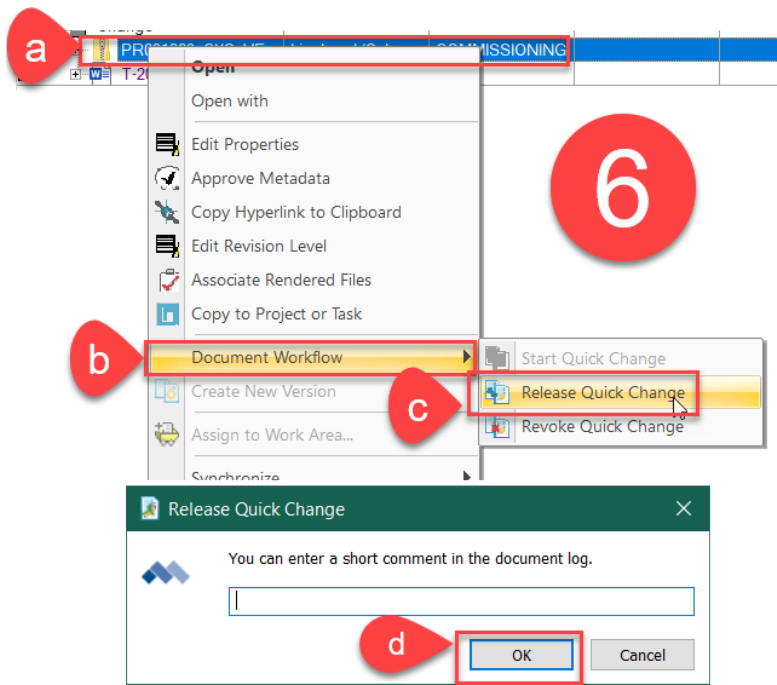 a
COMMISSIONING
Open
Open with
Edit Properties
Approve Metadata
Copy Hyperlink to Clipboard
Edit Revision Level
Associate Rendered Files
Copy to Project or Task
6
b
Document Workflow
Start Quick Change
Create New Version
c
Release Quick Change
Assign to Work Area...
Revoke Quick Change
Synchronize
Release Quick Change
You can enter a short comment in the document log.
d
OK
Cancel